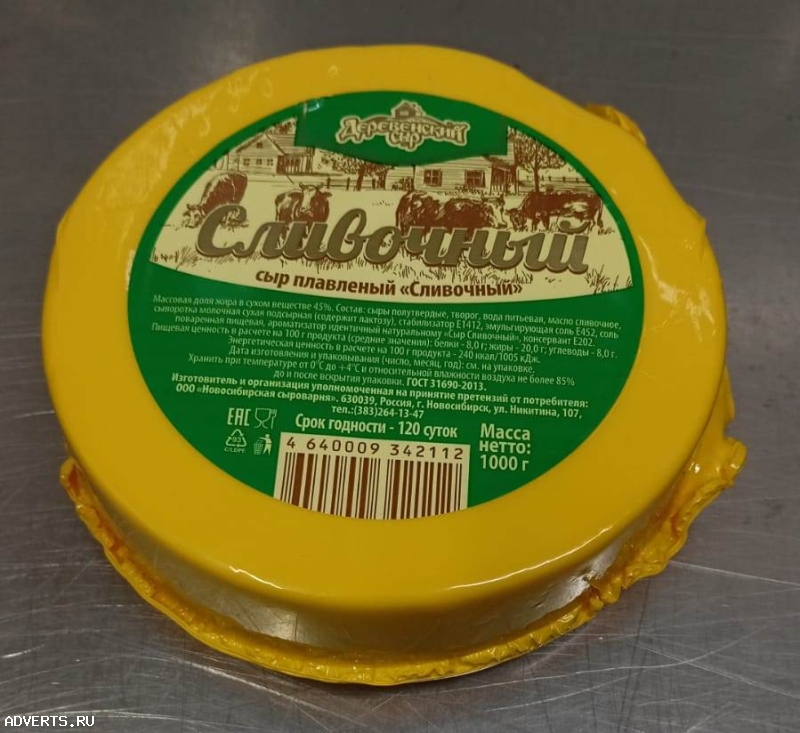 Деревенский
сыр
Сливочный
сыр плавленый «Сливочный»
Массовая доля жира в сухом веществе 45%. Состав: сыры полутвердые, творог, вода питьевая, масло сливочное,
сыворотка молочная сухая подсырная (содержит лактозу), стабилизатор Е1412, эмульгирующая соль Е452, соль
поваренная пищевая, ароматизатор идентичный натуральному «Сыр Сливочный», консервант Е202.
Пищевая ценность в расчете на 100 г продукта (средние значения): белки - 8,0 г; жиры - 20,0 г; углеводы - 8,0 г.
Энергетическая ценность в расчете на 100 г продукта - 240 ккал/1005 кДж.
Дата изготовления и упаковывания (число, месяц, год): см. на упаковке.
Хранить при температуре от 0°С до +4°С и относительной влажности воздуха не более 85%
до и после вскрытия упаковки. ГОСТ 31690-2013.
Изготовитель и организация уполномоченная на принятие претензий от потребителя:
ООО «Новосибирская сыроварня». 630039, Россия, г. Новосибирск, ул. Никитина, 107,
тел.:(383)264-13-47
EAC
Срок годности - 120 суток
Масса
нетто:
1000 г
93
C/LDPE
4 640009 342112
ADVERTS.RU